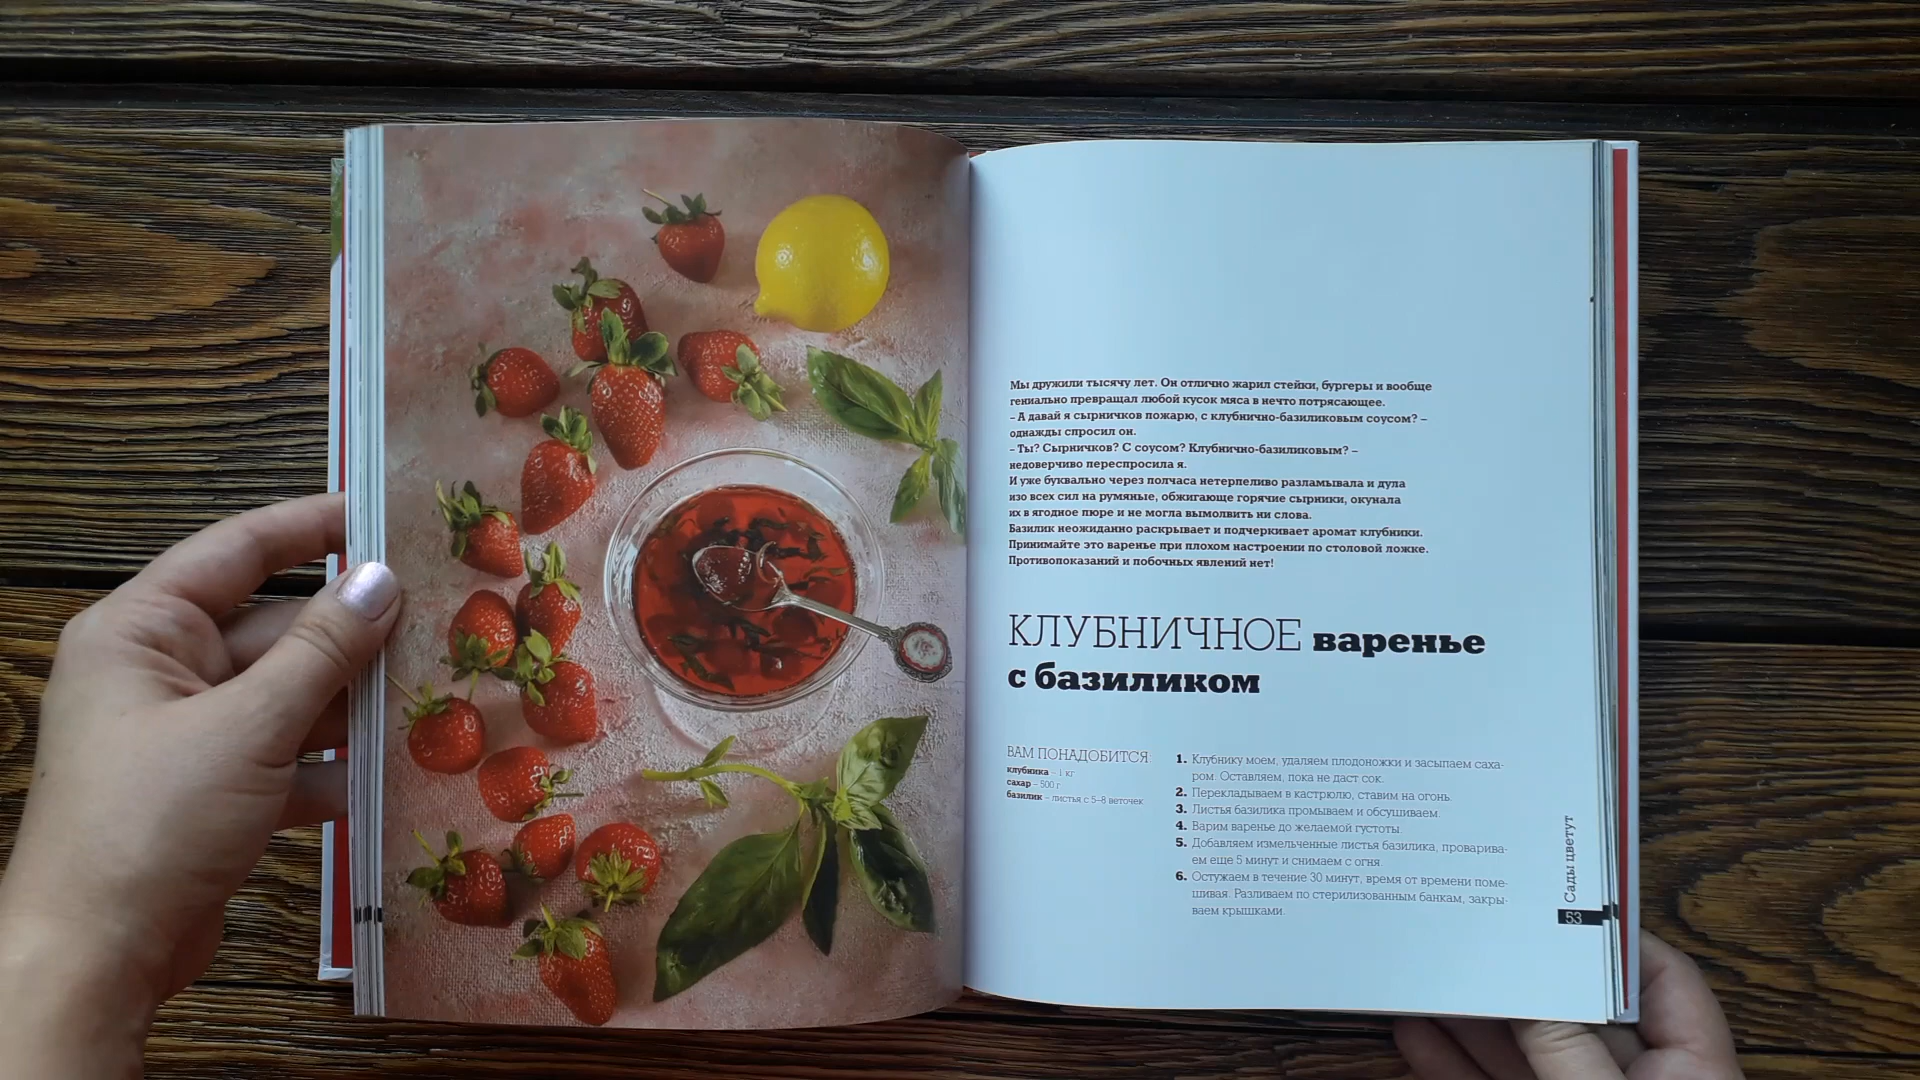 Мы дружили тысячу лет. Он отлично жарил стейки, бургеры и вообще
гениально превращал любой кусок мяса в нечто потрясающее.
– А давай я сырничков пожарю, с клубнично-базиликовым соусом? –
однажды спросил он.
– Ты? Сырничков? С соусом? Клубнично-базиликовым? –
недоверчиво переспросила я.
И уже буквально через полчаса нетерпеливо разламывала и дула
изо всех сил на румяные, обжигающе горячие сырники, окунала
их в ягодное пюре и не могла вымолвить ни слова.
Базилик неожиданно раскрывает и подчеркивает аромат клубники.
Принимайте это варенье при плохом настроении по столовой ложке.
Противопоказаний и побочных явлений нет!
КЛУБНИЧНОЕ варенье
с базиликом
ВАМ ПОНАДОБИТСЯ:
клубника – 1 кг
сахар – 500 г
базилик – листья с 5–8 веточек
1. Клубнику моем, удаляем плодоножки и засыпаем саха-
ром. Оставляем, пока не даст сок.
2. Перекладываем в кастрюлю, ставим на огонь.
3. Листья базилика промываем и обсушиваем.
4. Варим варенье до желаемой густоты.
5. Добавляем измельченные листья базилика, проварива-
ем еще 5 минут и снимаем с огня.
6. Остужаем в течение 30 минут, время от времени поме-
шивая. Разливаем по стерилизованным банкам, закры-
ваем крышками.
Сады цветут
53